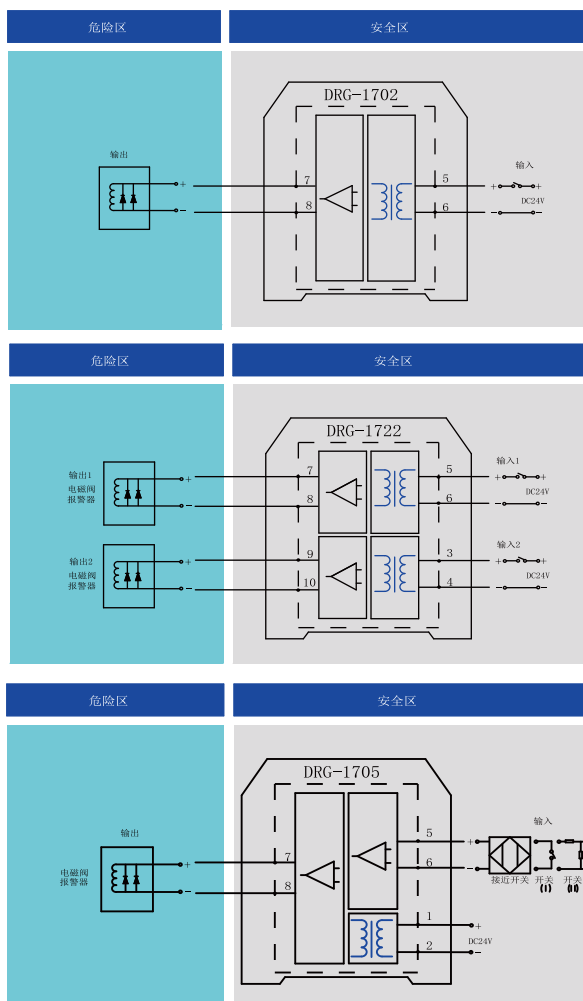 危险区 安全区
DRG-1702
输出
输入
+ 7 5 + +
DC24V
- 8 6 - -
危险区 安全区
DRG-1722
输出1
电磁阀
报警器
输入1
+ 7 5 + +
DC24V
- 8 6 - -
输出2
电磁阀
报警器
输入2
+ 9 3 + +
DC24V
- 10 4 - -
危险区 安全区
DRG-1705
输出
输入
电磁阀
报警器
+ 7 5 +
- 8 6 -
接近开关 开关 开关
(I) (II)
1 +
DC24V
2 -